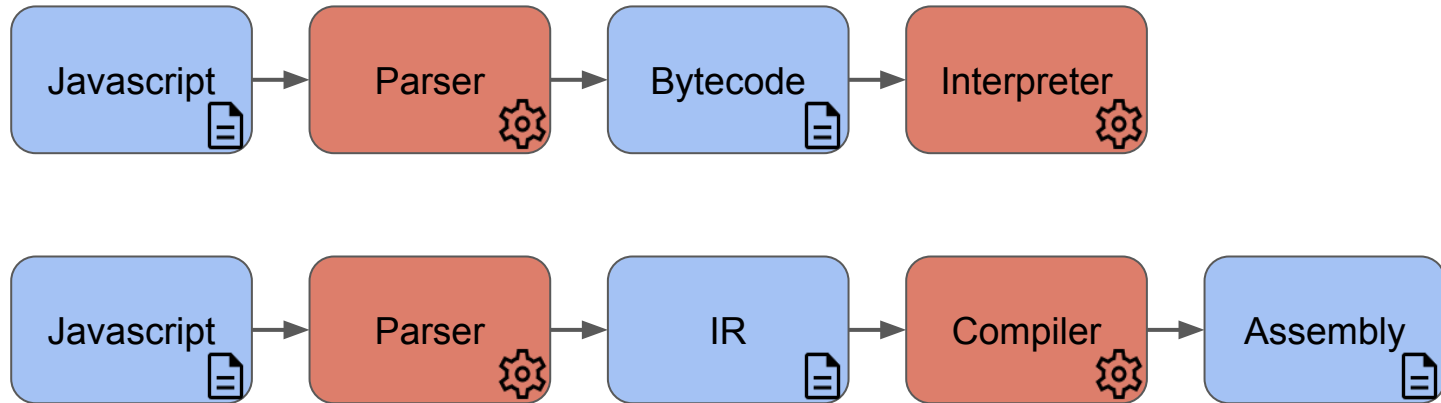 Javascript
Parser
Bytecode
Interpreter
Javascript
Parser
IR
Compiler
Assembly